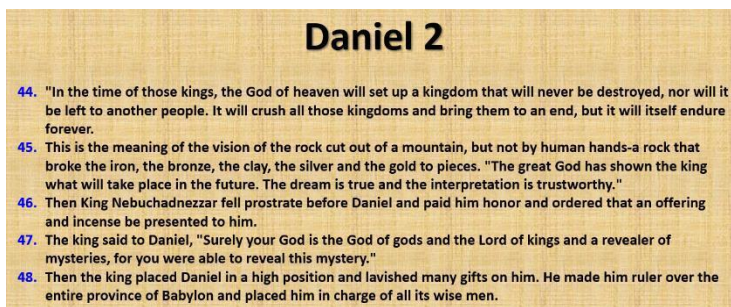 Daniel 2
44. "In the time of those kings, the God of heaven will set up a kingdom that will never be destroyed, nor will it
be left to another people. It will crush all those kingdoms and bring them to an end, but it will itself endure
forever.
45. This is the meaning of the vision of the rock cut out of a mountain, but not by human hands-a rock that
broke the iron, the bronze, the clay, the silver and the gold to pieces. "The great God has shown the king
what will take place in the future. The dream is true and the interpretation is trustworthy."
46. Then King Nebuchadnezzar fell prostrate before Daniel and paid him honor and ordered that an offering
and incense be presented to him.
47. The king said to Daniel, "Surely your God is the God of gods and the Lord of kings and a revealer of
mysteries, for you were able to reveal this mystery."
48. Then the king placed Daniel in a high position and lavished many gifts on him. He made him ruler over the
entire province of Babylon and placed him in charge of all its wise men.